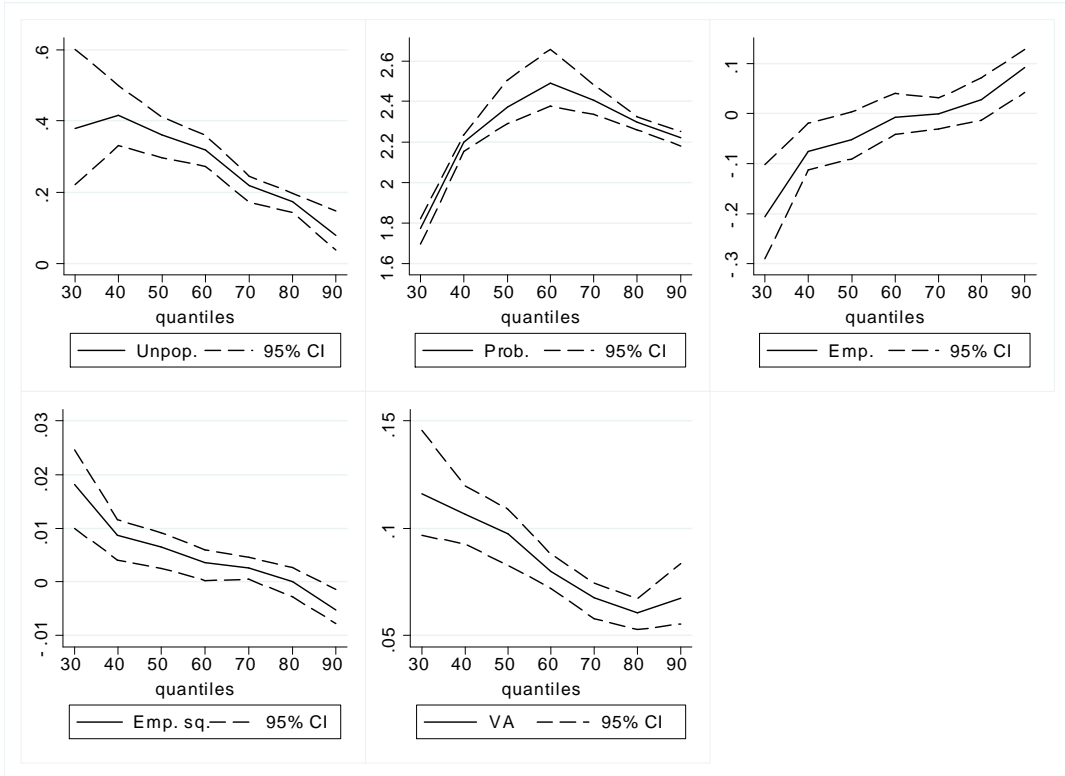 .6
.4
.2
0
30 40 50 60 70 80 90
quantiles
Unpop. 95% CI
2.6
2.4
2.2
2
1.8
1.6
30 40 50 60 70 80 90
quantiles
Prob. 95% CI
.1
0
-.1
-.2
-.3
30 40 50 60 70 80 90
quantiles
Emp. 95% CI
.03
.02
.01
0
-.01
30 40 50 60 70 80 90
quantiles
Emp. sq. 95% CI
.15
.1
.05
30 40 50 60 70 80 90
quantiles
VA 95% CI